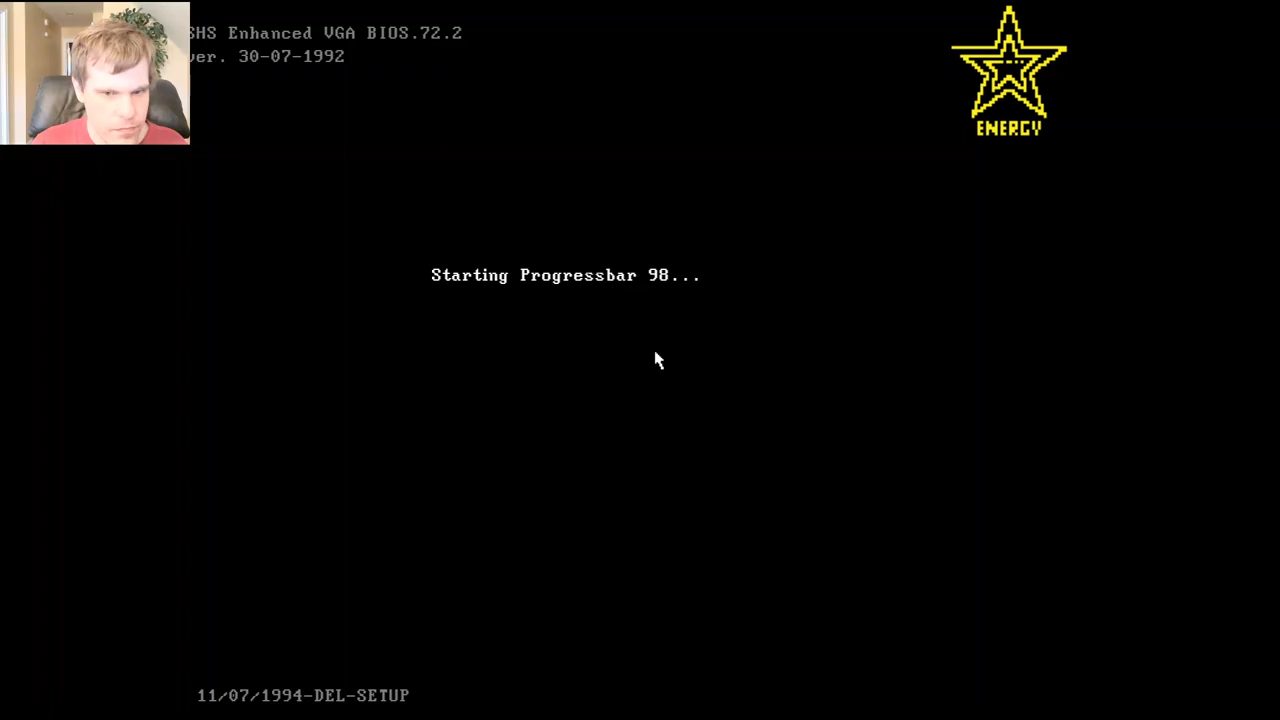 SHS Enhanced VGA BIOS.72.2
ver. 30-07-1992
ENERGY
Starting Progressbar 98...
11/07/1994-DEL-SETUP